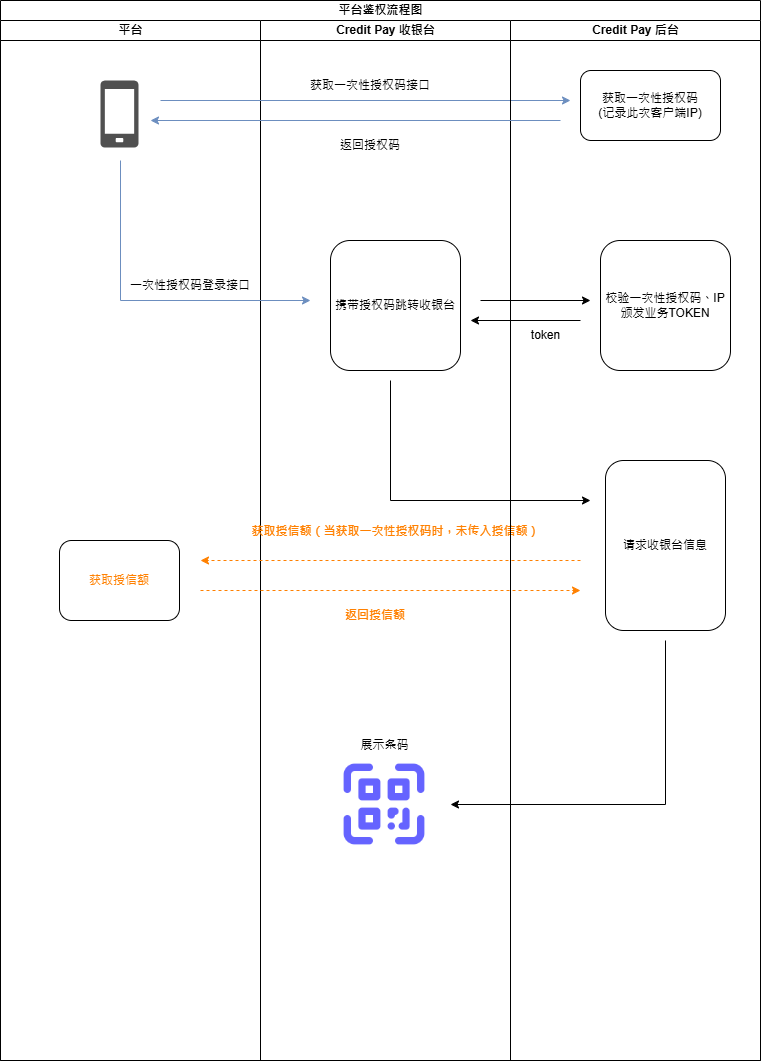 平台鉴权流程图
平台
Credit Pay 收银台
Credit Pay 后台
获取一次性授权码接口
获取一次性授权码
(记录此次客户端IP)
返回授权码
一次性授权码登录接口
携带授权码跳转收银台
校验一次性授权码、IP
颁发业务TOKEN
token
获取授信额（当获取一次性授权码时，未传入授信额）
请求收银台信息
获取授信额
返回授信额
展示条码